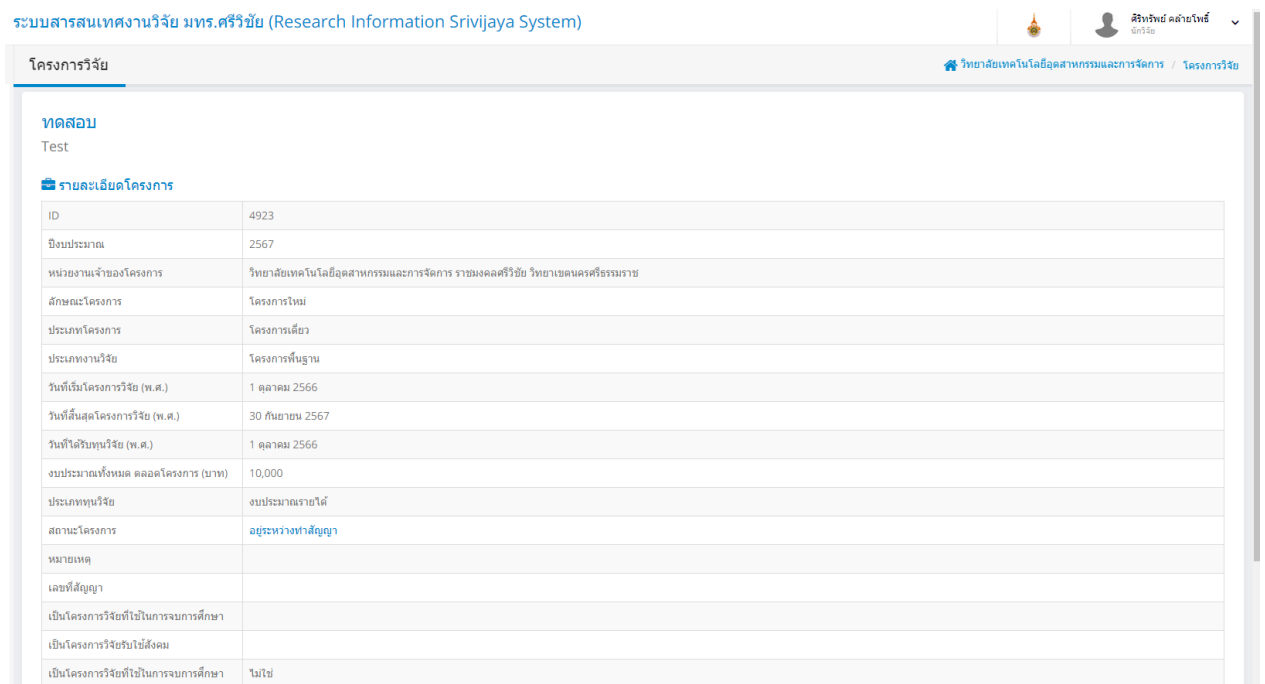 ระบบสารสนเทศงานวิจัย มทร.ศรีวิชัย (Research Information Srivijaya System)
ศิริทรัพย์ คล้ายโพธิ์
นักวิจัย
โครงการวิจัย
วิทยาลัยเทคโนโลยีอุตสาหกรรมและการจัดการ / โครงการวิจัย
ทดสอบ
Test
รายละเอียดโครงการ
ID 4923
ปีงบประมาณ 2567
หน่วยงานเจ้าของโครงการ วิทยาลัยเทคโนโลยีอุตสาหกรรมและการจัดการ ราชมงคลศรีวิชัย วิทยาเขตนครศรีธรรมราช
ลักษณะโครงการ โครงการใหม่
ประเภทโครงการ โครงการเดี่ยว
ประเภทงานวิจัย โครงการพื้นฐาน
วันที่เริ่มโครงการวิจัย (พ.ศ.) 1 ตุลาคม 2566
วันที่สิ้นสุดโครงการวิจัย (พ.ศ.) 30 กันยายน 2567
วันที่ได้รับทุนวิจัย (พ.ศ.) 1 ตุลาคม 2566
งบประมาณทั้งหมด ตลอดโครงการ (บาท) 10,000
ประเภททุนวิจัย งบประมาณรายได้
สถานะโครงการ อยู่ระหว่างทำสัญญา
หมายเหตุ
เลขที่สัญญา
เป็นโครงการวิจัยที่ใช้ในการจบการศึกษา
เป็นโครงการวิจัยรับใช้สังคม
เป็นโครงการวิจัยที่ใช้ในการจบการศึกษา ไม่ใช่